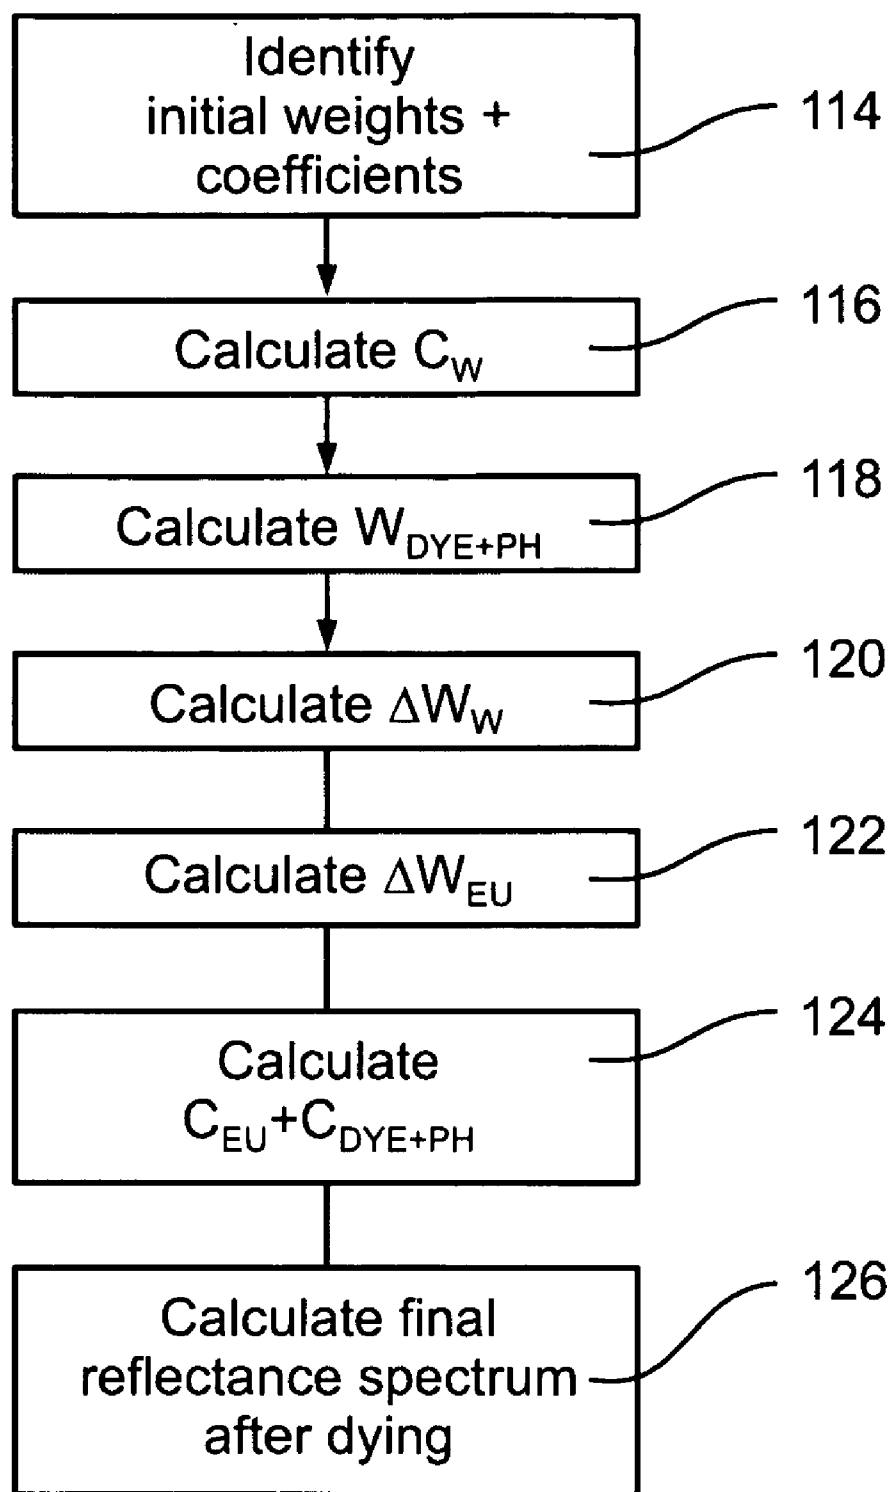 Identify
initial weights +
coefficients
114
Calculate C_W
116
Calculate W_DYE+PH
118
Calculate ΔW_W
120
Calculate ΔW_EU
122
Calculate
C_EU+C_DYE+PH
124
Calculate final
reflectance spectrum
after dying
126